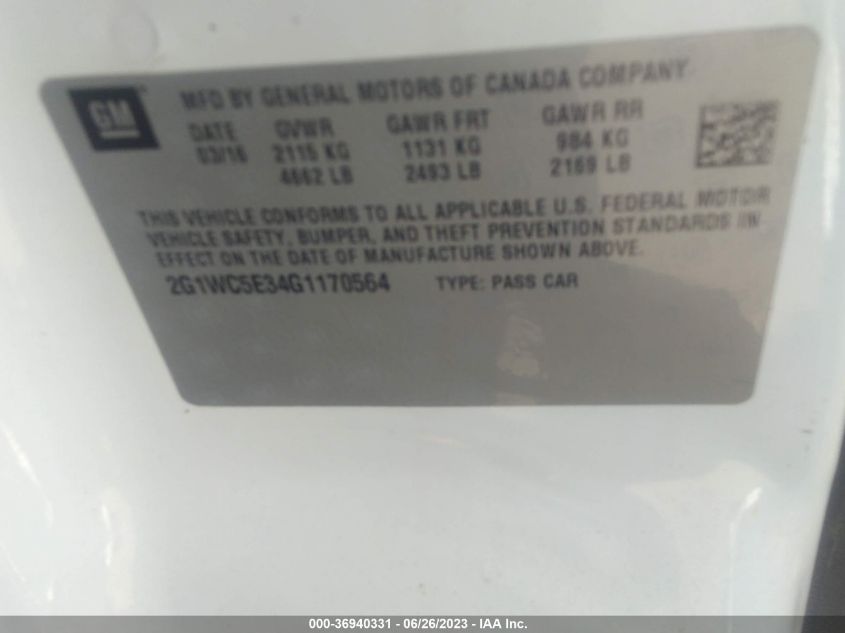 GM
MFD BY GENERAL MOTORS OF CANADA COMPANY
DATE GVWR GAWR FRT GAWR RR
03/16 2115 KG 1131 KG 984 KG
4662 LB 2493 LB 2169 LB
THIS VEHICLE CONFORMS TO ALL APPLICABLE U.S. FEDERAL MOTOR
VEHICLE SAFETY, BUMPER, AND THEFT PREVENTION STANDARDS IN
EFFECT ON THE DATE OF MANUFACTURE SHOWN ABOVE.
2G1WC5E34G1170564 TYPE: PASS CAR
000-36940331 - 06/26/2023 - IAAI Inc.